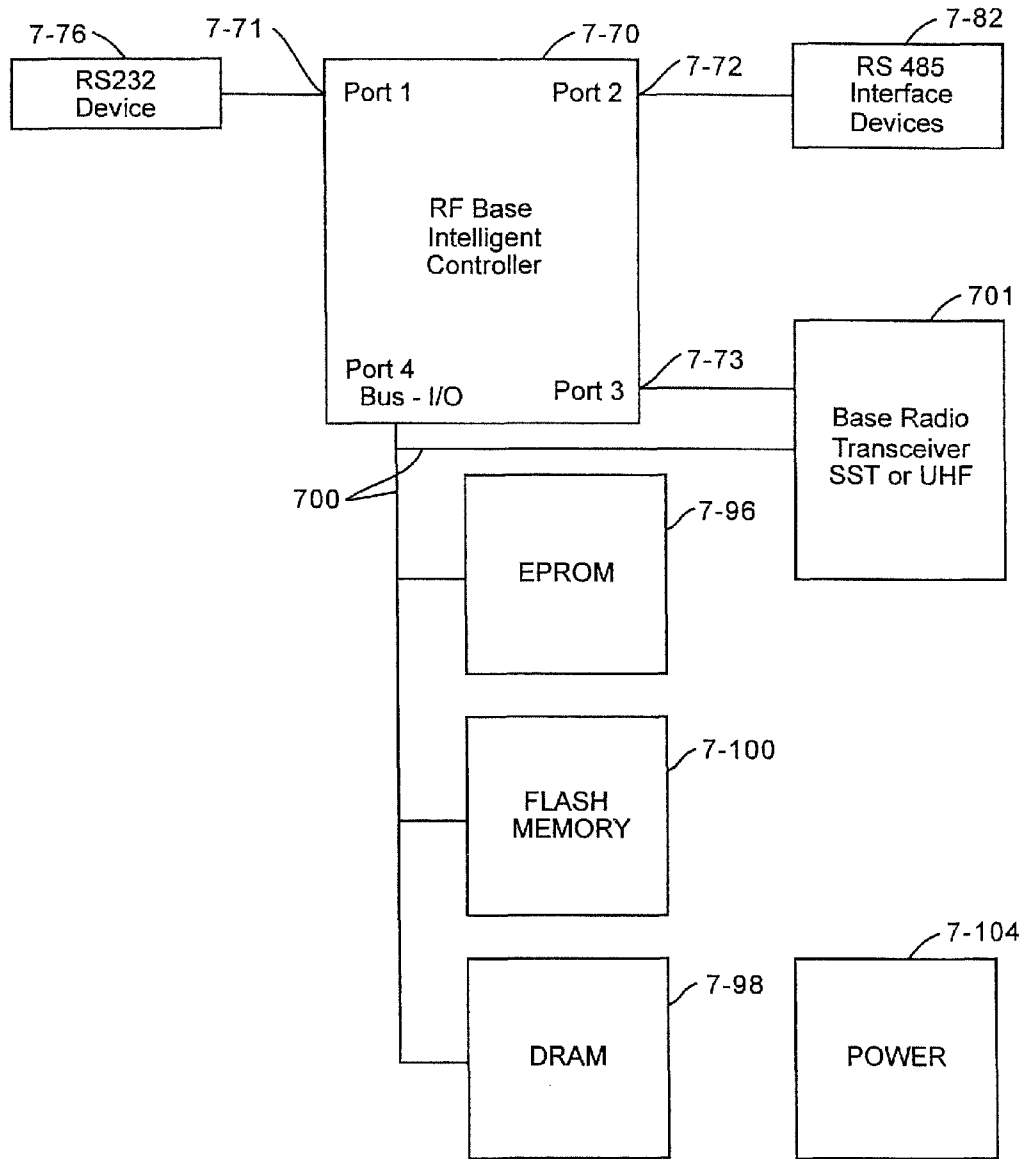 7-76
7-71
7-70
7-82
RS232
Device
Port 1
Port 2
7-72
RS 485
Interface
Devices
RF Base
Intelligent
Controller
701
Port 4
Bus - I/O
Port 3
7-73
Base Radio
Transceiver
SST or UHF
700
7-96
EPROM
7-100
FLASH
MEMORY
7-98
DRAM
7-104
POWER